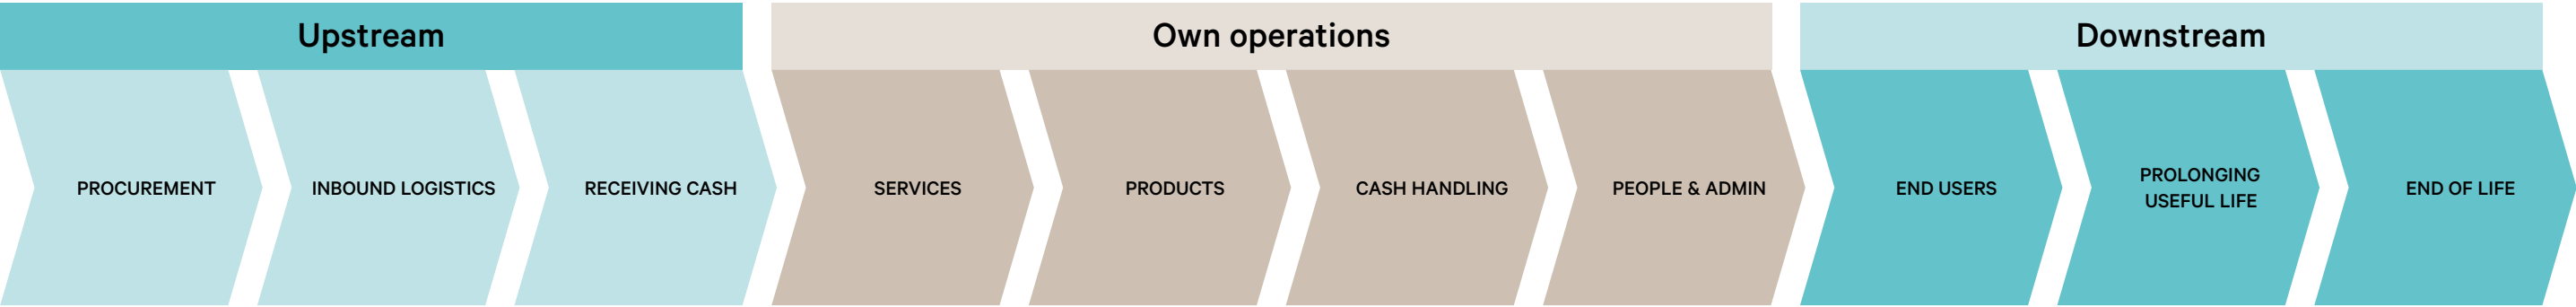 Upstream
Own operations
Downstream
PROCUREMENT
INBOUND LOGISTICS
RECEIVING CASH
SERVICES
PRODUCTS
CASH HANDLING
PEOPLE & ADMIN
END USERS
PROLONGING
USEFUL LIFE
END OF LIFE